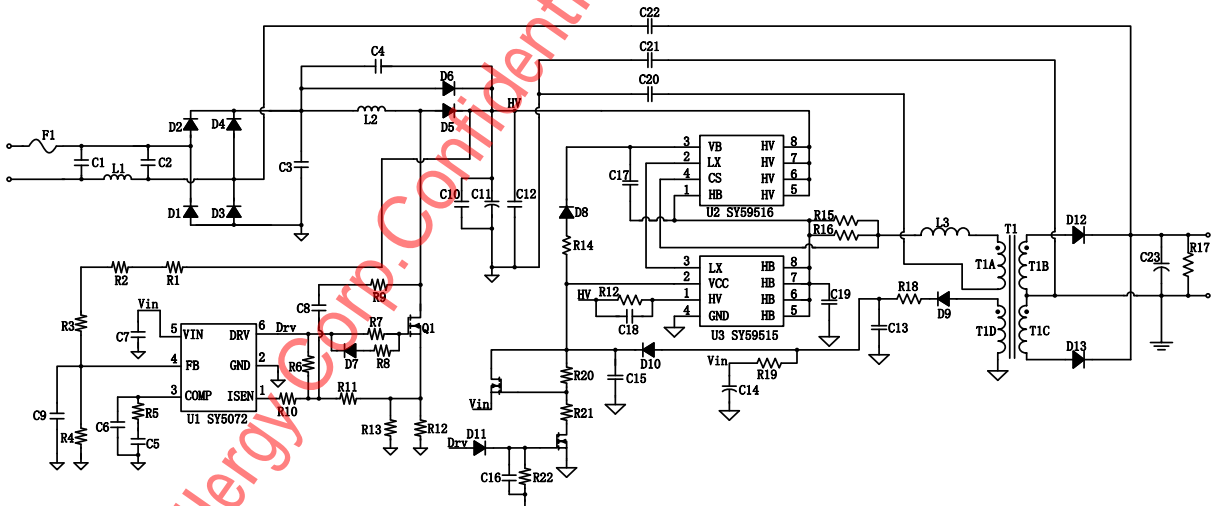 C22
C21
C20
C4
D6
D5
HV
L2
F1
D2
D4
C1
L1
C2
C3
D1
D3
C10
C11
C12
C17
D8
R14
3 VB HV 8
2 LX HV 7
4 CS HV 6
1 HB HV 5
U2 SY59516
R15
R16
L3
T1
T1A
T1B
T1D
T1C
D12
D13
C23
R17
3 LX HB 8
2 VCC HB 7
1 HV HB 6
4 GND HB 5
U3 SY59515
HV
R12
C18
C19
R18
D9
C13
R2
R1
R9
C8
Vin
R3
C7
5 VIN DRV 6
4 FB GND 2
3 COMP ISEN 1
U1 SY5072
Drv
R7
D7
R8
Q1
R6
R10
R11
R13
R12
C9
R4
C6
R5
C5
Vin
R20
R21
C15
D10
Vin
R19
C14
Drv
D11
C16
R22
illergy Corp.Confident